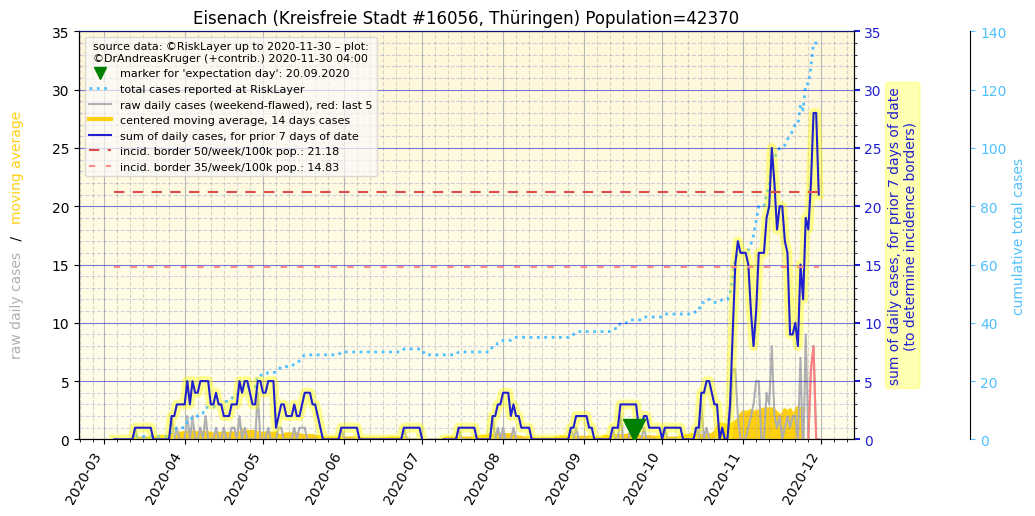 Eisenach (Kreisfreie Stadt #16056, Thüringen) Population=42370
source data: ©RiskLayer up to 2020-11-30 – plot:
©DrAndreasKruger (+contrib.) 2020-11-30 04:00
marker for 'expectation day': 20.09.2020
total cases reported at RiskLayer
raw daily cases (weekend-flawed), red: last 5
centered moving average, 14 days cases
sum of daily cases, for prior 7 days of date
incid. border 50/week/100k pop.: 21.18
incid. border 35/week/100k pop.: 14.83
raw daily cases / moving average
35
30
25
20
15
10
5
0
2020-03
2020-04
2020-05
2020-06
2020-07
2020-08
2020-09
2020-10
2020-11
2020-12
35
30
25
20
15
10
5
0
sum of daily cases, for prior 7 days of date
(to determine incidence borders)
140
120
100
80
60
40
20
0
cumulative total cases